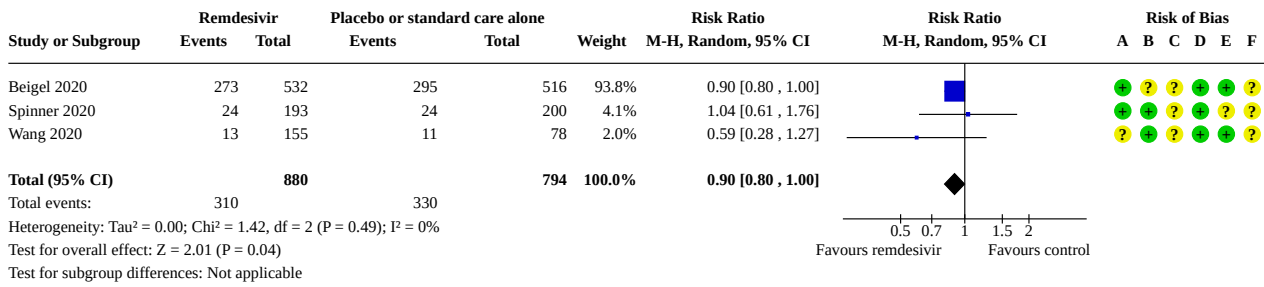 Remdesivir Placebo or standard care alone Risk Ratio Risk Ratio Risk of Bias
Study or Subgroup Events Total Events Total Weight M-H, Random, 95% CI M-H, Random, 95% CI A B C D E F
Beigel 2020 273 532 295 516 93.8% 0.90 [0.80 , 1.00] + ? ? + + ?
Spinner 2020 24 193 24 200 4.1% 1.04 [0.61 , 1.76] + + ? + ? ?
Wang 2020 13 155 11 78 2.0% 0.59 [0.28 , 1.27] ? + ? + + ?
Total (95% CI) 880 794 100.0% 0.90 [0.80 , 1.00]
Total events: 310 330
Heterogeneity: Tau² = 0.00; Chi² = 1.42, df = 2 (P = 0.49); I² = 0% 0.5 0.7 1 1.5 2
Test for overall effect: Z = 2.01 (P = 0.04) Favours remdesivir Favours control
Test for subgroup differences: Not applicable